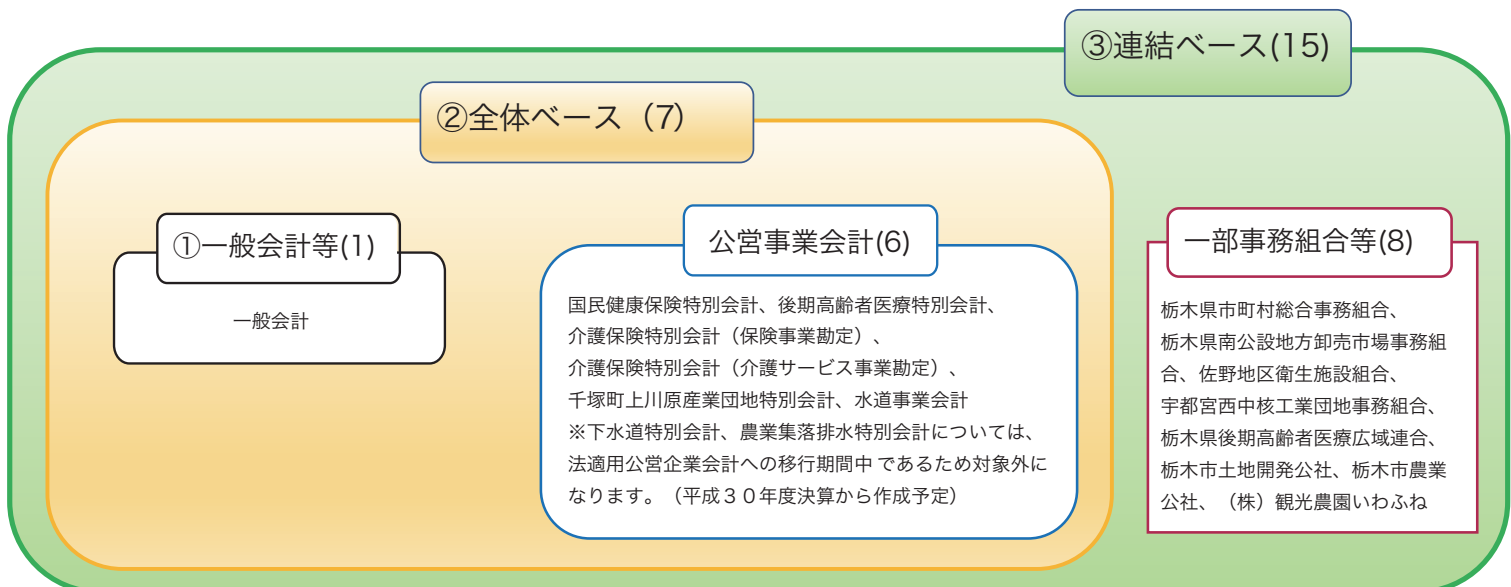 ③連結ベース(15)
②全体ベース（7）
①一般会計等(1)
一般会計
公営事業会計(6)
国民健康保険特別会計、後期高齢者医療特別会計、
介護保険特別会計（保険事業勘定）、
介護保険特別会計（介護サービス事業勘定）、
千塚町上川原産業団地特別会計、水道事業会計
※下水道特別会計、農業集落排水特別会計については、
法適用公営企業会計への移行期間中 であるため対象外に
なります。（平成３０年度決算から作成予定）
一部事務組合等(8)
栃木県市町村総合事務組合、
栃木県南公設地方卸売市場事務組
合、佐野地区衛生施設組合、
宇都宮西中核工業団地事務組合、
栃木県後期高齢者医療広域連合、
栃木市土地開発公社、栃木市農業
公社、（株）観光農園いわふね